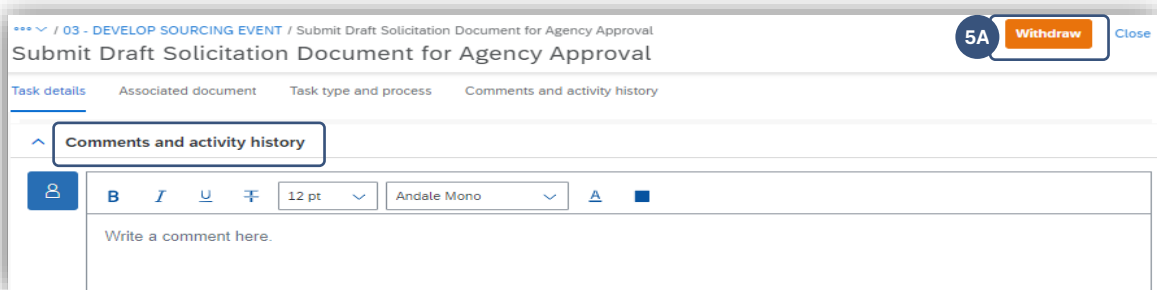 ••• / 03 - DEVELOP SOURCING EVENT / Submit Draft Solicitation Document for Agency Approval
Submit Draft Solicitation Document for Agency Approval
5A Withdraw Close
Task details Associated document Task type and process Comments and activity history
Comments and activity history
B I U T 12 pt Andale Mono A
Write a comment here.